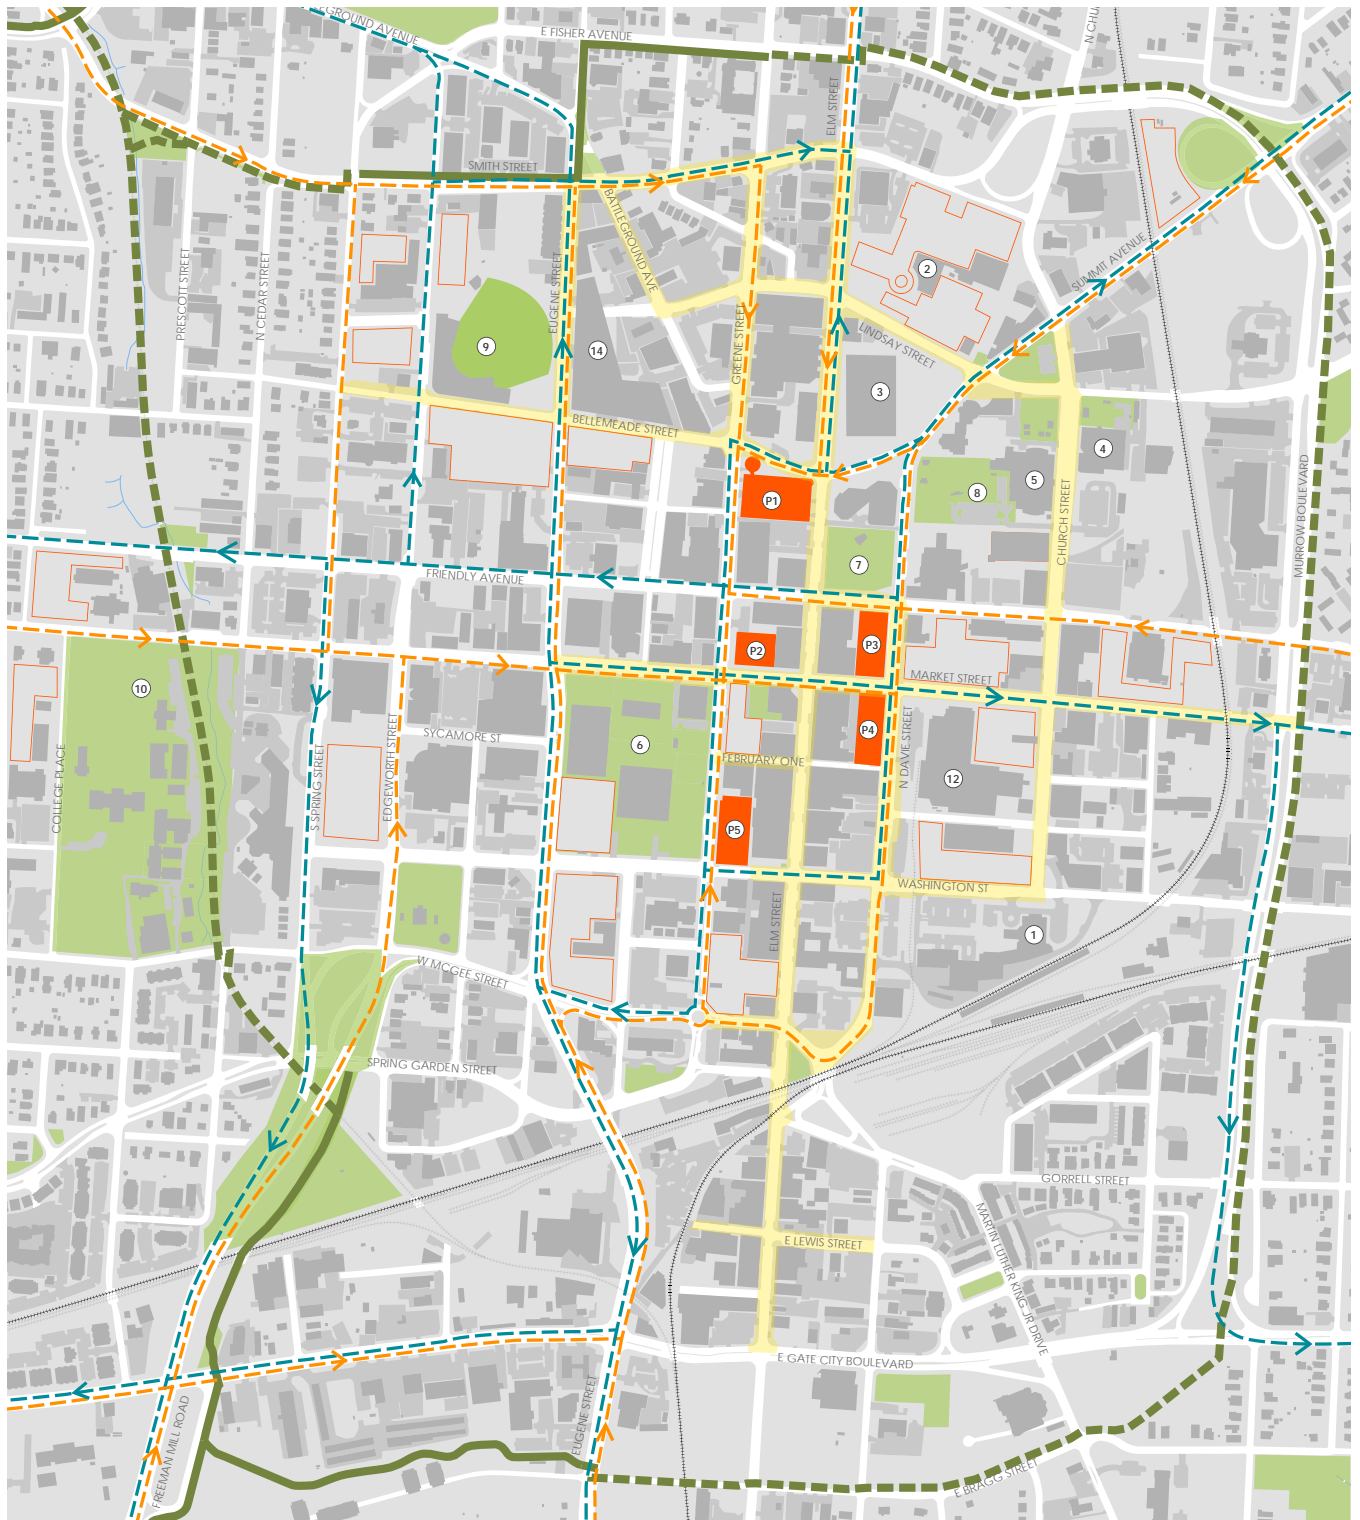 EGROUND AVENUE
E FISHER AVENUE
N CHU
ELM STREET
SMITH STREET
BATTLEGROUND AVE
PRESCOTT STREET
N CEDAR STREET
EUGENE STREET
SUMMIT AVENUE
2
GREENE STREET
LINDSAY STREET
9
14
3
BELLEMEADE STREET
4
5
8
P1
CHURCH STREET
MURROW BOULEVARD
7
FRIENDLY AVENUE
P2
P3
MARKET STREET
10
P4
6
SYCAMORE ST
FEBRUARY ONE
N DAVIE STREET
12
COLLEGE PLACE
S SPRING STREET
EDGEWORTH STREET
P5
WASHINGTON ST
ELM STREET
1
W MCGEE STREET
SPRING GARDEN STREET
GORRELL STREET
MARTIN LUTHER KING JR DRIVE
E LEWIS STREET
E GATE CITY BOULEVARD
FREEMAN MILL ROAD
EUGENE STREET
E BRAGG STREET